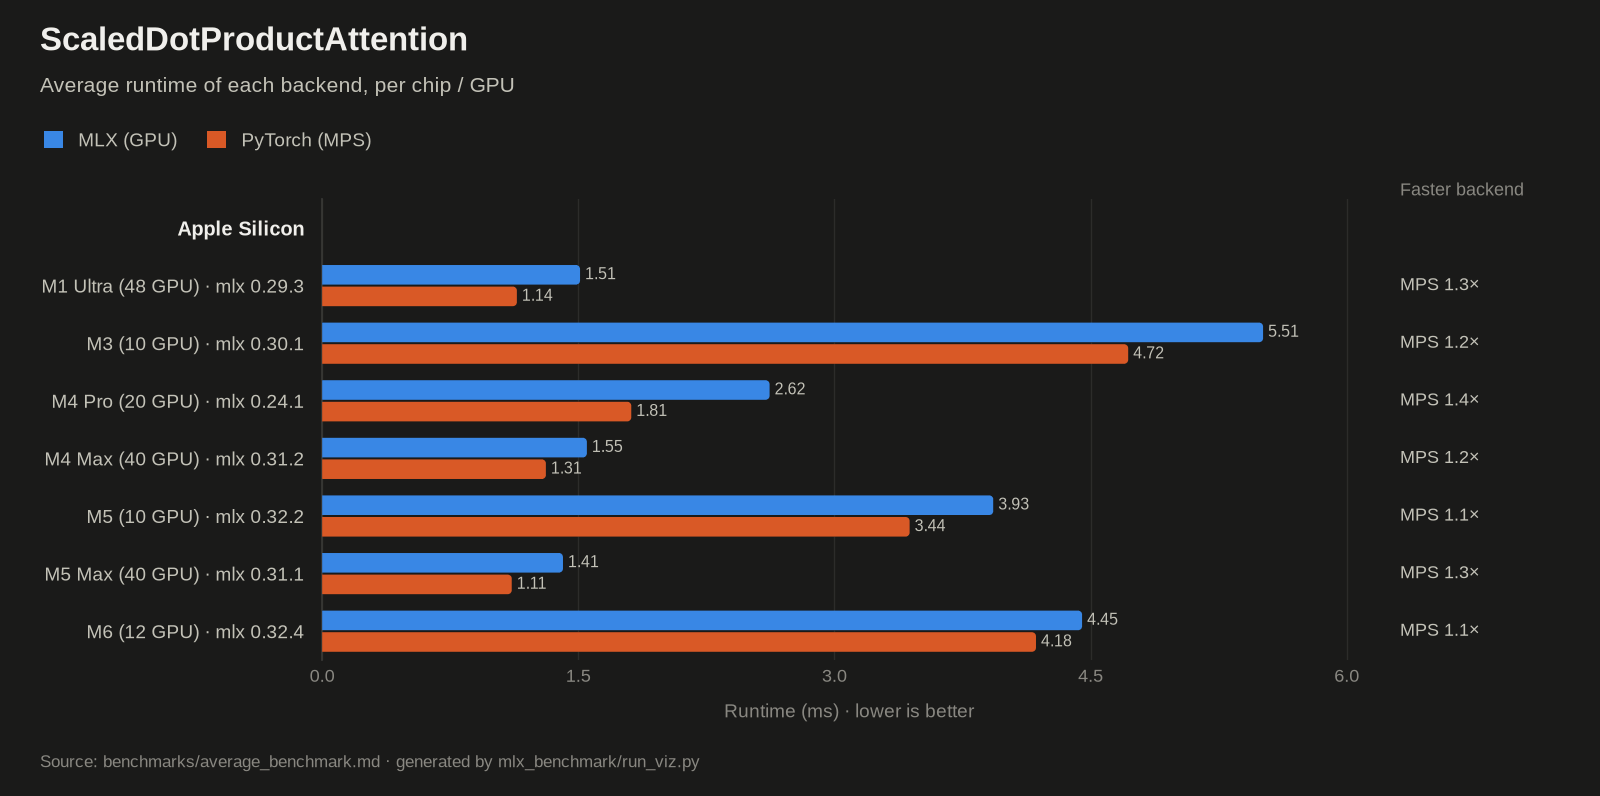 ScaledDotProductAttention
Average runtime of each backend, per chip / GPU
MLX (GPU) PyTorch (MPS)
Faster backend
Apple Silicon
M1 Ultra (48 GPU) · mlx 0.29.3 1.51 1.14 MPS 1.3×
M3 (10 GPU) · mlx 0.30.1 5.51 4.72 MPS 1.2×
M4 Pro (20 GPU) · mlx 0.24.1 2.62 1.81 MPS 1.4×
M4 Max (40 GPU) · mlx 0.31.2 1.55 1.31 MPS 1.2×
M5 (10 GPU) · mlx 0.32.2 3.93 3.44 MPS 1.1×
M5 Max (40 GPU) · mlx 0.31.1 1.41 1.11 MPS 1.3×
M6 (12 GPU) · mlx 0.32.4 4.45 4.18 MPS 1.1×
0.0 1.5 3.0 4.5 6.0
Runtime (ms) · lower is better
Source: benchmarks/average_benchmark.md · generated by mlx_benchmark/run_viz.py